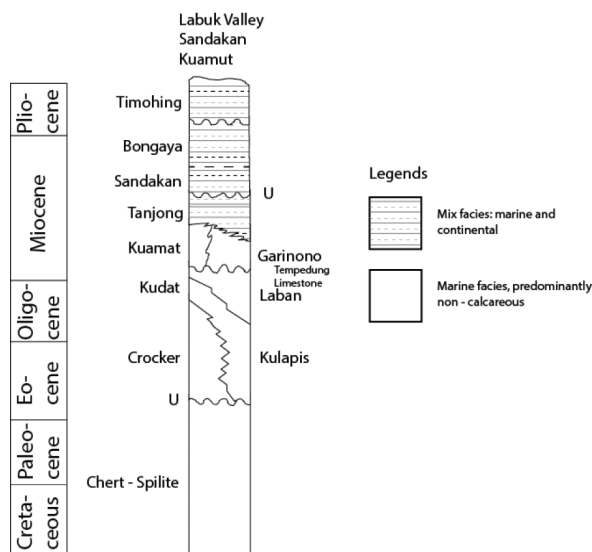 Labuk Valley
Sandakan
Kuamut
Plio-
cene
Miocene
Oligo-
cene
Eo-
cene
Paleo-
cene
Creta-
ceous
Timohing
Bongaya
Sandakan
U
Tanjong
Kuamat
Garinono
Tempedung
Limestone
Kudat
Laban
Crocker
Kulapis
U
Chert - Spilite
Legends
Mix facies: marine and
continental
Marine facies, predominantly
non - calcareous